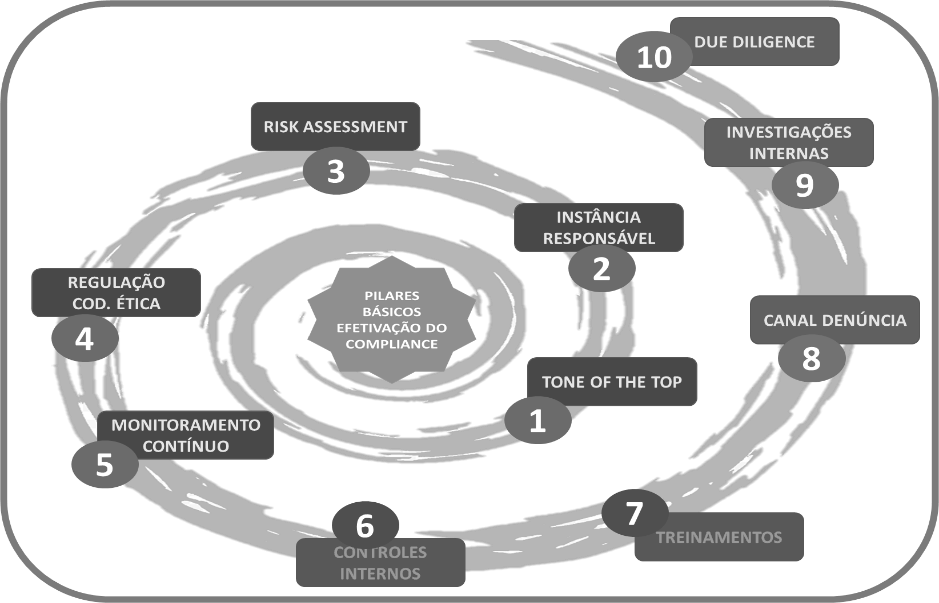 PILARES
BÁSICOS
EFETIVAÇÃO DO
COMPLIANCE
1
TONE OF THE TOP
2
INSTÂNCIA
RESPONSÁVEL
3
RISK ASSESSMENT
4
REGULAÇÃO
COD. ÉTICA
5
MONITORAMENTO
CONTÍNUO
6
CONTROLES
INTERNOS
7
TREINAMENTOS
8
CANAL DENÚNCIA
9
INVESTIGAÇÕES
INTERNAS
10
DUE DILIGENCE